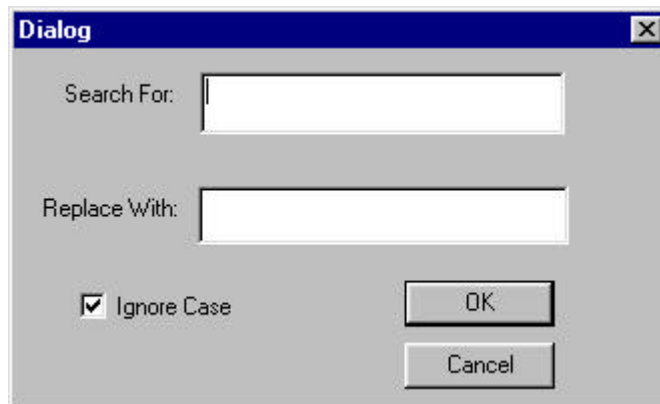 Dialog
Search For:
Replace With:
Ignore Case
OK
Cancel